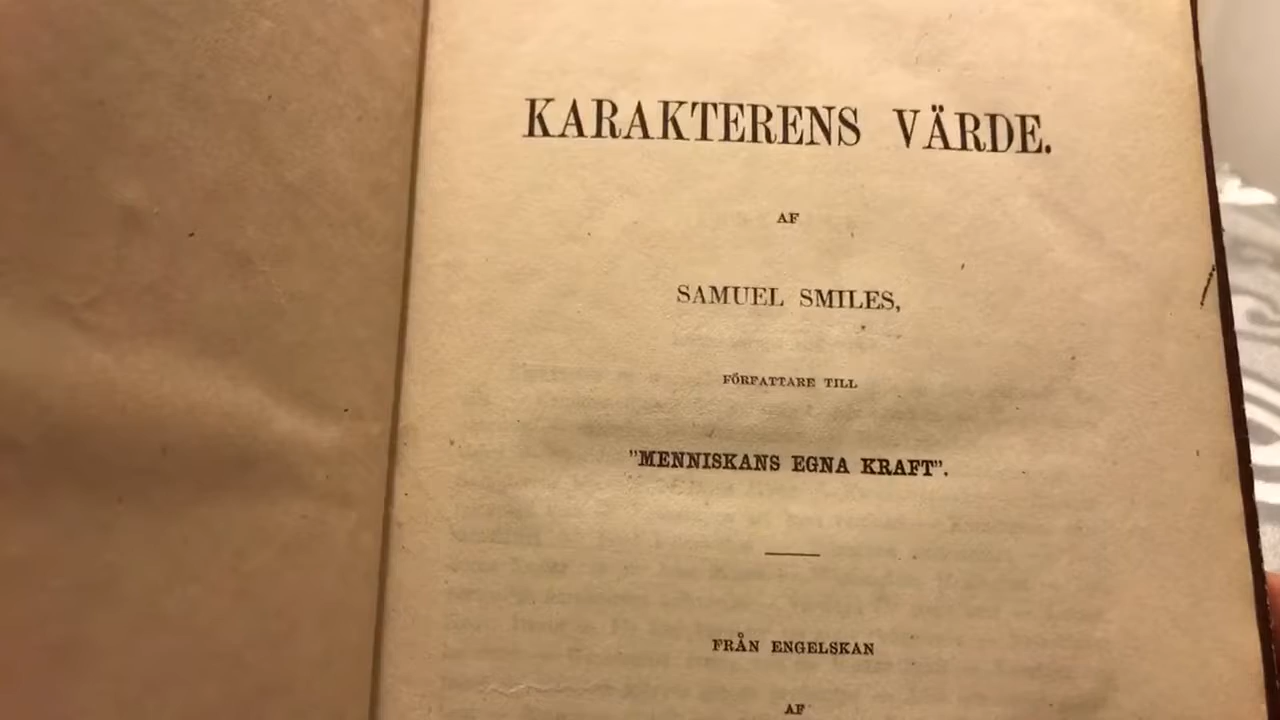 KARAKTERENS VÄRDE.
AF
SAMUEL SMILES,
FÖRFATTARE TILL
"MENNISKANS EGNA KRAFT".
FRÅN ENGELSKAN
AF